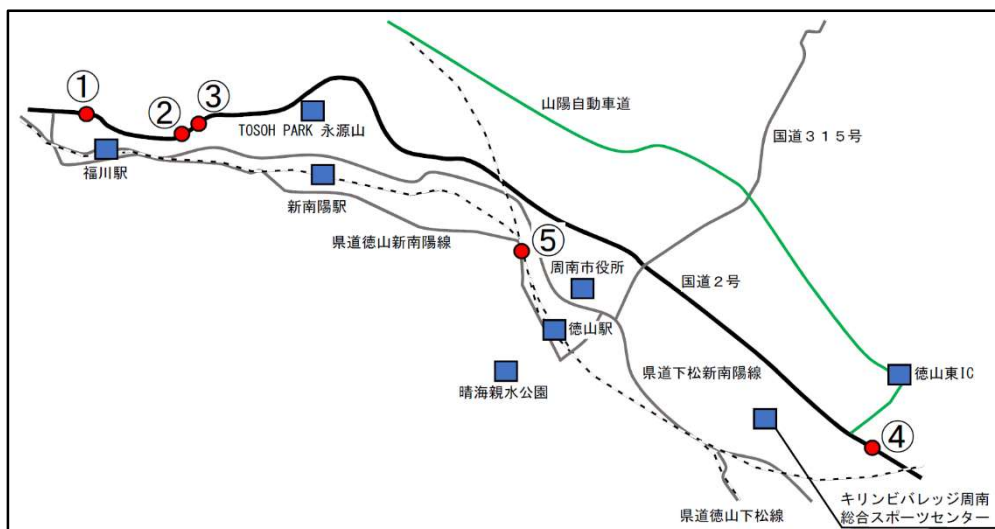 ①
②
③
山陽自動車道
国道３１５号
TOSOH PARK 永源山
福川駅
新南陽駅
県道徳山新南陽線
⑤
周南市役所
国道２号
徳山駅
晴海親水公園
県道下松新南陽線
徳山東IC
④
県道徳山下松線
キリンビバレッジ周南
総合スポーツセンター